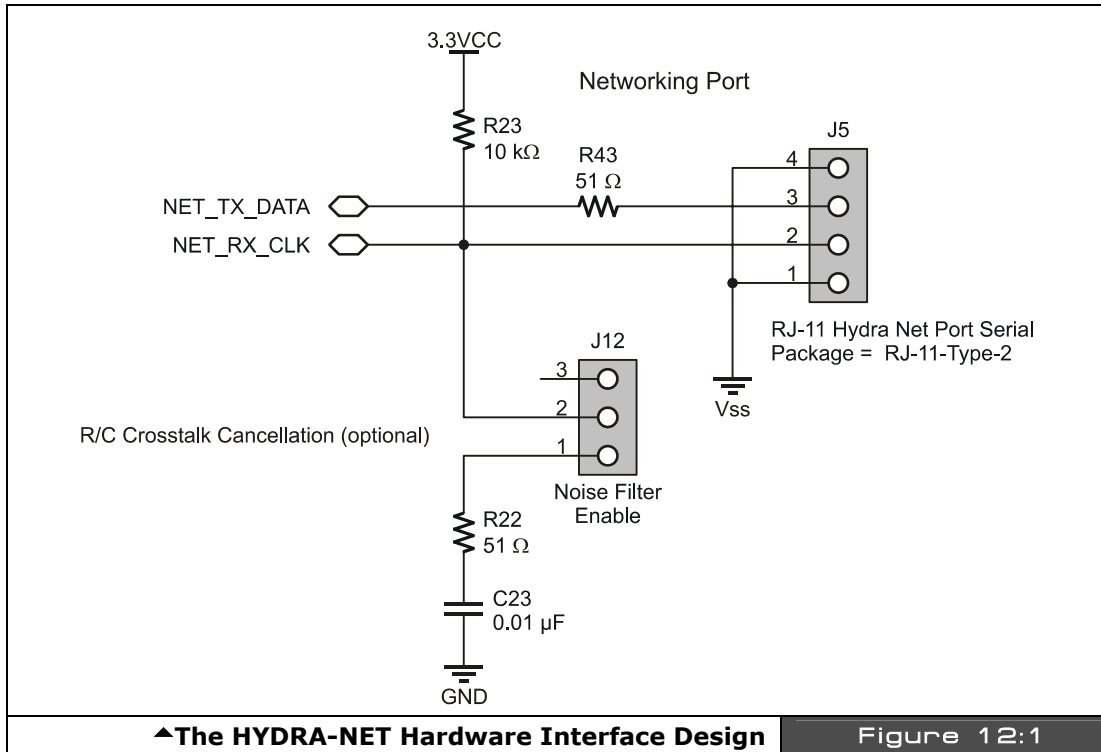 3.3VCC
Networking Port
R23
10 kΩ
R43
51 Ω
J5
4
3
2
1
NET_TX_DATA
NET_RX_CLK
RJ-11 Hydra Net Port Serial
Package = RJ-11-Type-2
Vss
J12
3
2
1
R/C Crosstalk Cancellation (optional)
Noise Filter
Enable
R22
51 Ω
C23
0.01 µF
GND
The HYDRA-NET Hardware Interface Design
Figure 12:1